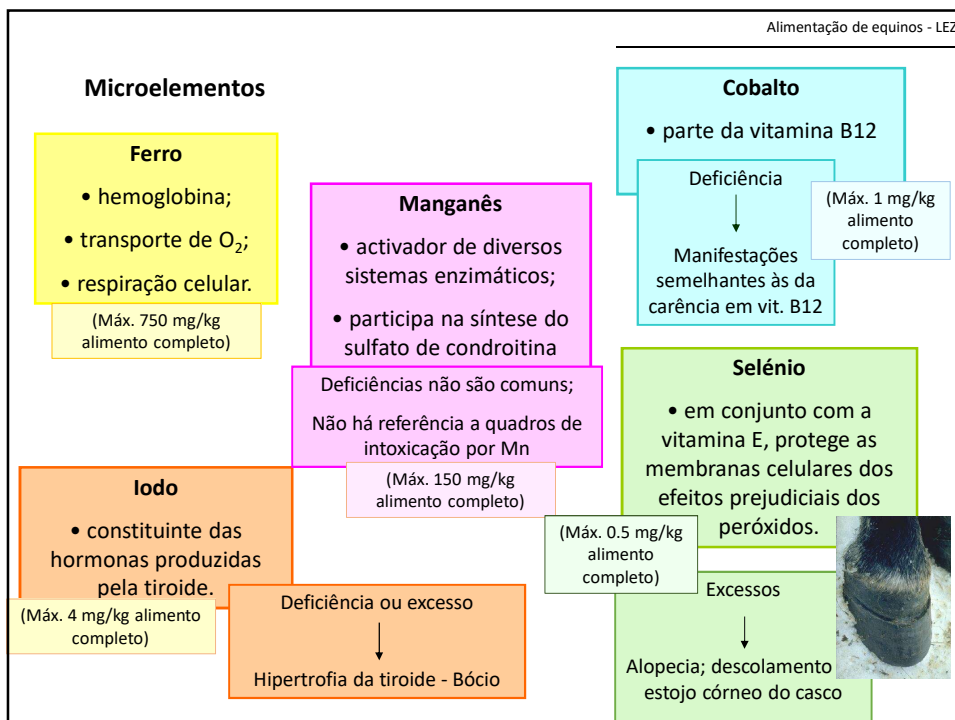 Alimentação de equinos - LEZ
Microelementos
Ferro
• hemoglobina;
• transporte de O₂;
• respiração celular.
(Máx. 750 mg/kg
alimento completo)
Manganês
• activador de diversos
sistemas enzimáticos;
• participa na síntese do
sulfato de condroitina
Deficiências não são comuns;
Não há referência a quadros de
intoxicação por Mn
(Máx. 150 mg/kg
alimento completo)
Cobalto
• parte da vitamina B12
Deficiência
Manifestações
semelhantes às da
carência em vit. B12
(Máx. 1 mg/kg
alimento
completo)
Iodo
• constituinte das
hormonas produzidas
pela tiroide.
(Máx. 4 mg/kg alimento
completo)
Deficiência ou excesso
Hipertrofia da tiroide - Bócio
Selénio
• em conjunto com a
vitamina E, protege as
membranas celulares dos
efeitos prejudiciais dos
peróxidos.
(Máx. 0.5 mg/kg
alimento
completo)
Excessos
Alopecia; descolamento
estojo córneo do casco